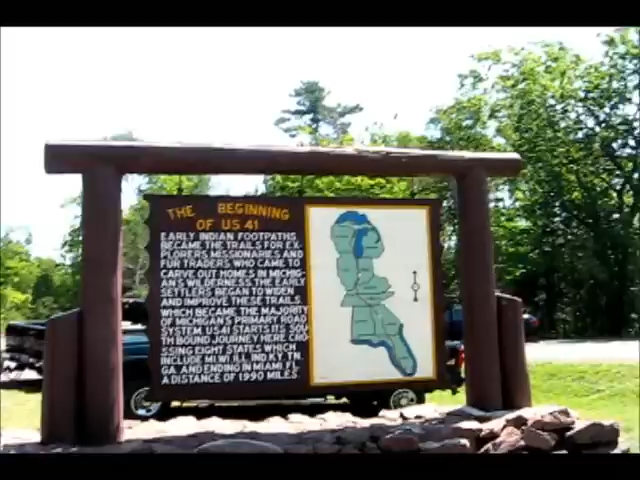 THE BEGINNING
OF US 41
EARLY INDIAN FOOTPATHS
BECAME THE TRAILS FOR EX-
PLORERS MISSIONARIES AND
FUR TRADERS WHO CAME TO
CARVE OUT HOMES IN MICHIG-
AN'S WILDERNESS. THE EARLY
SETTLERS BEGAN TO WIDEN
AND IMPROVE THESE TRAILS
WHICH BECAME THE MAJORITY
OF MICHIGAN'S PRIMARY ROAD
SYSTEM. US.41 STARTS ITS SOU
TH BOUND JOURNEY HERE, CRO-
SSING EIGHT STATES WHICH
INCLUDE MI. WI. ILL. IND. KY. TN.
GA. AND ENDING IN MIAMI, FL.
A DISTANCE OF 1990 MILES.